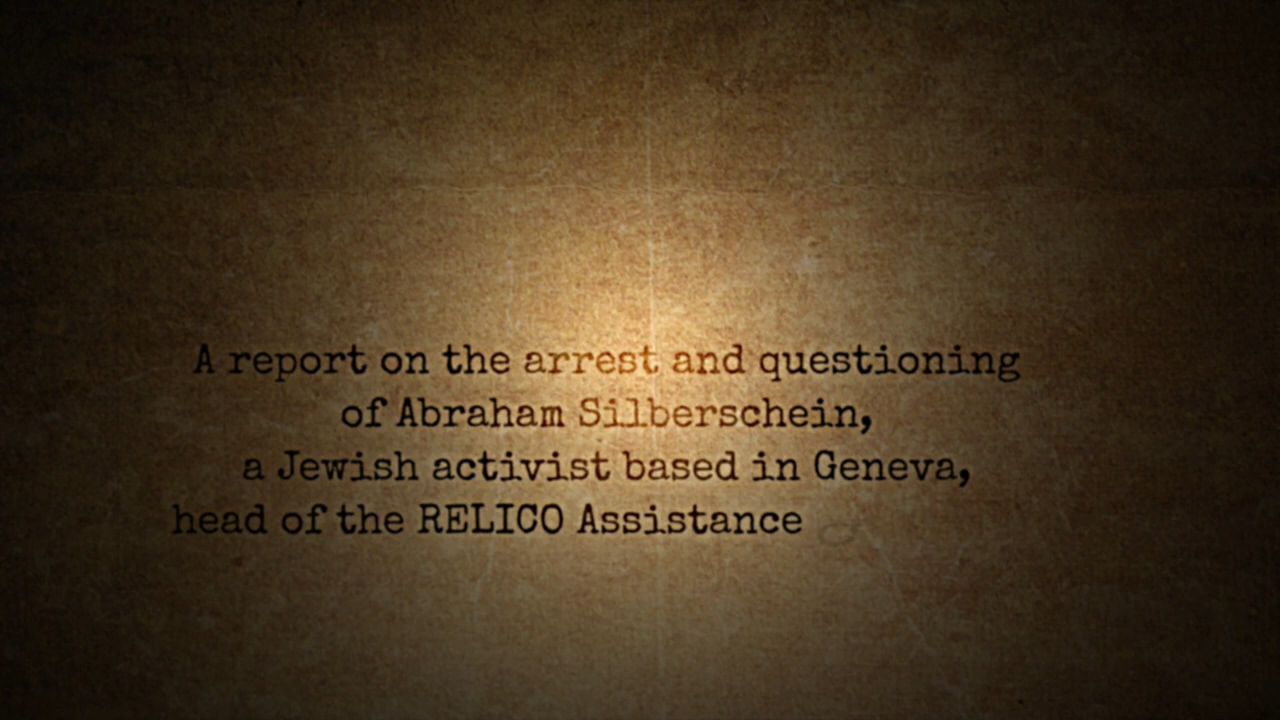 A report on the arrest and questioning
of Abraham Silberschein,
a Jewish activist based in Geneva,
head of the RELICO Assistance